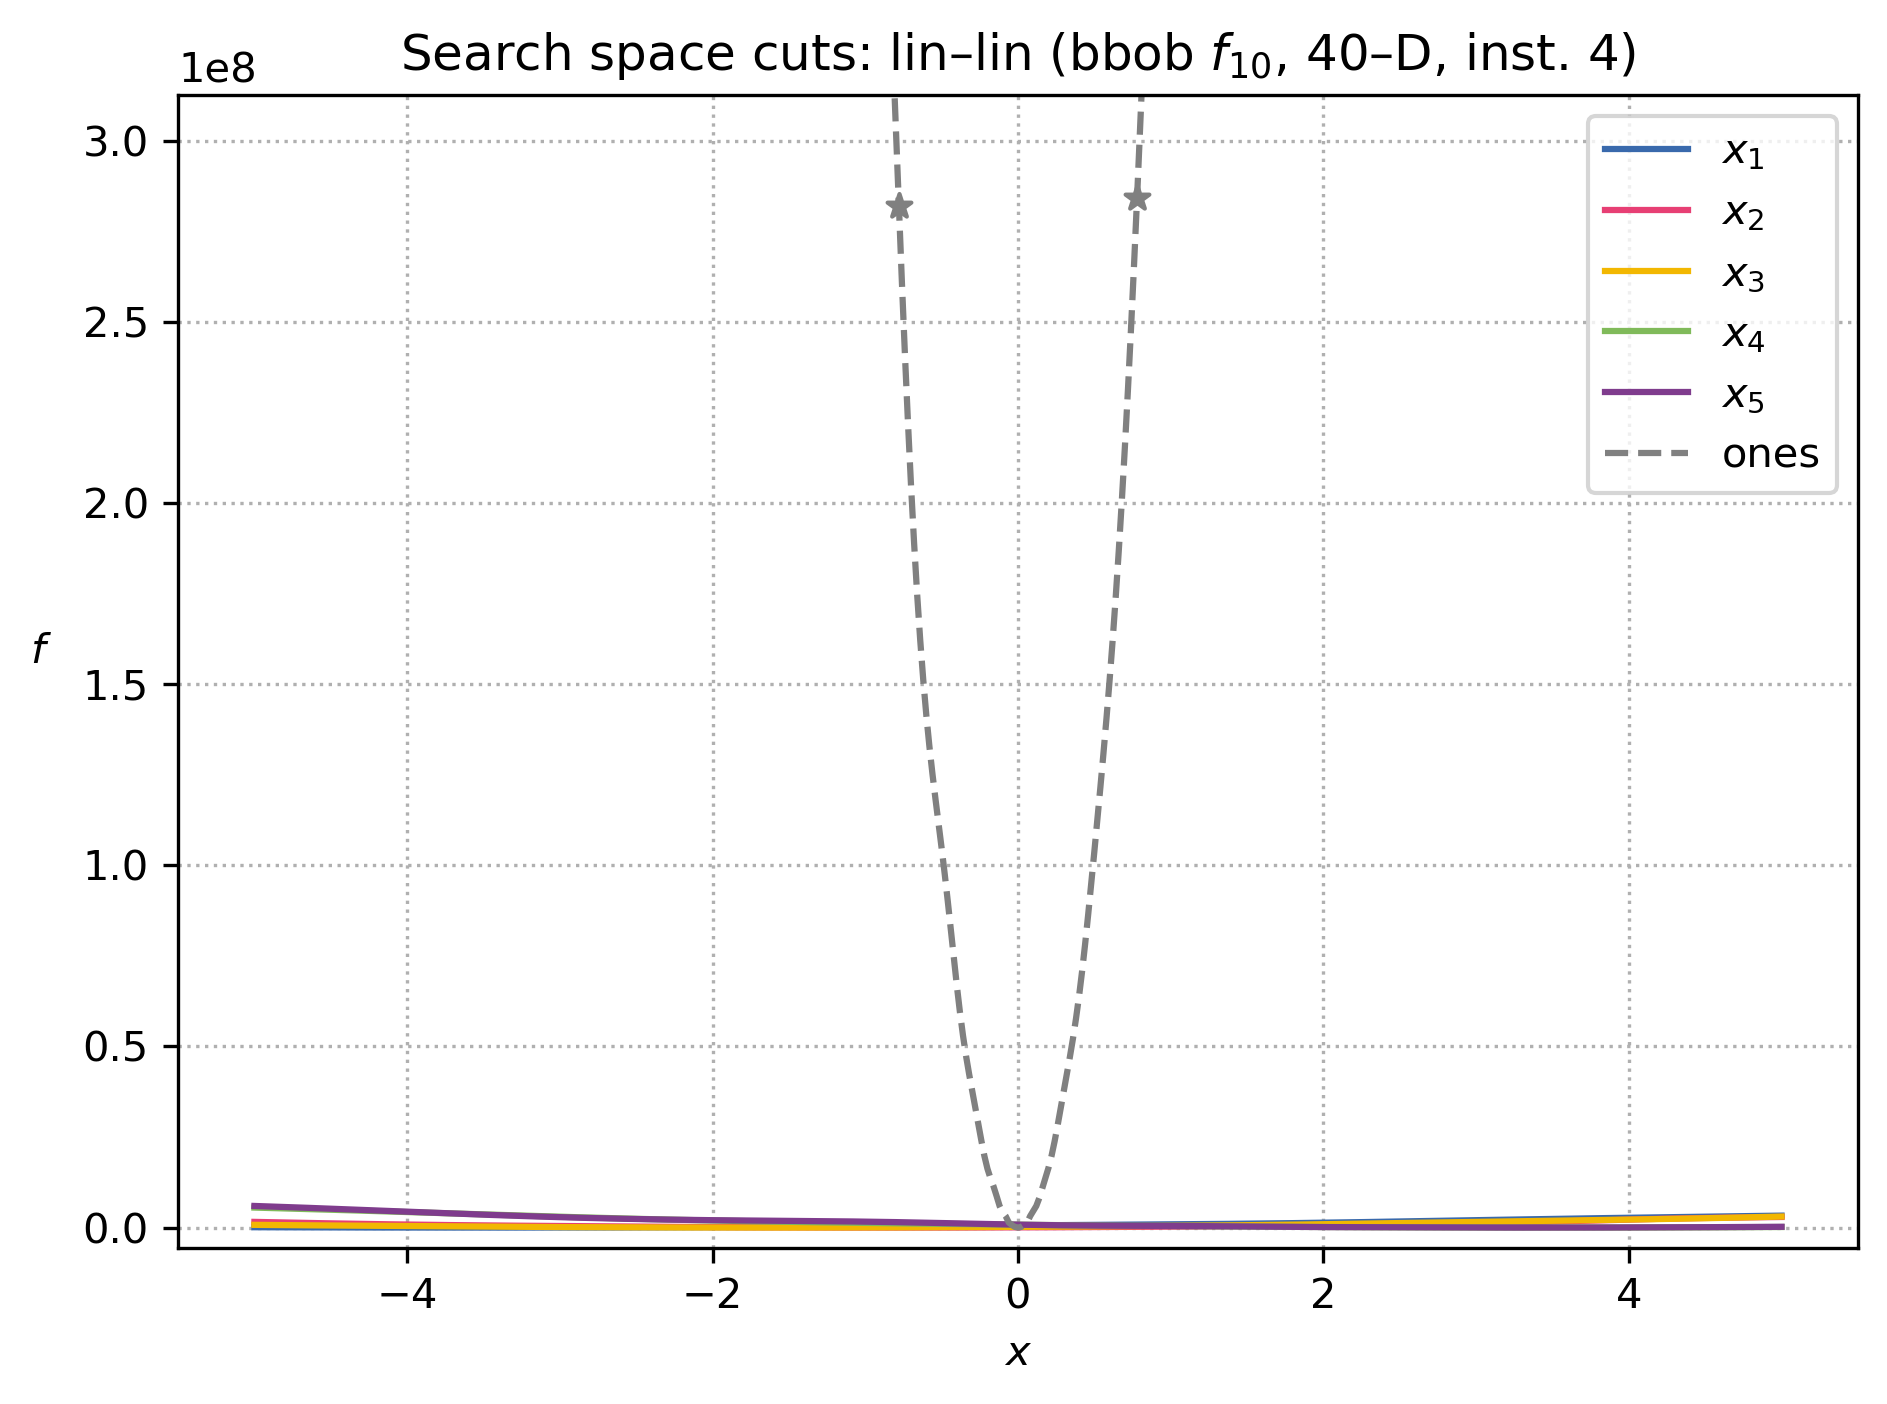 Search space cuts: lin–lin (bbob f₁₀, 40–D, inst. 4)
1e8
3.0
2.5
2.0
1.5
1.0
0.5
0.0
f
−4
−2
0
2
4
x
x₁
x₂
x₃
x₄
x₅
ones